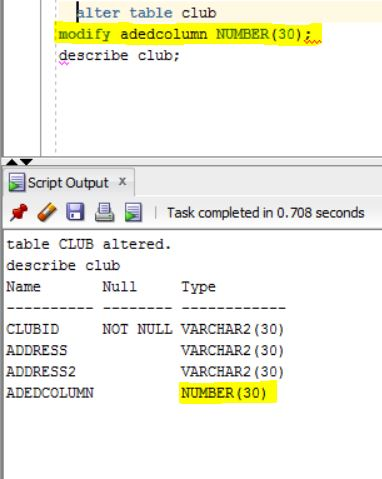 alter table club
modify adedcolumn NUMBER(30);
describe club;
Script Output x
Task completed in 0.708 seconds
table CLUB altered.
describe club
Name Null Type
---------- -------- ------------
CLUBID NOT NULL VARCHAR2(30)
ADDRESS VARCHAR2(30)
ADDRESS2 VARCHAR2(30)
ADEDCOLUMN NUMBER(30)